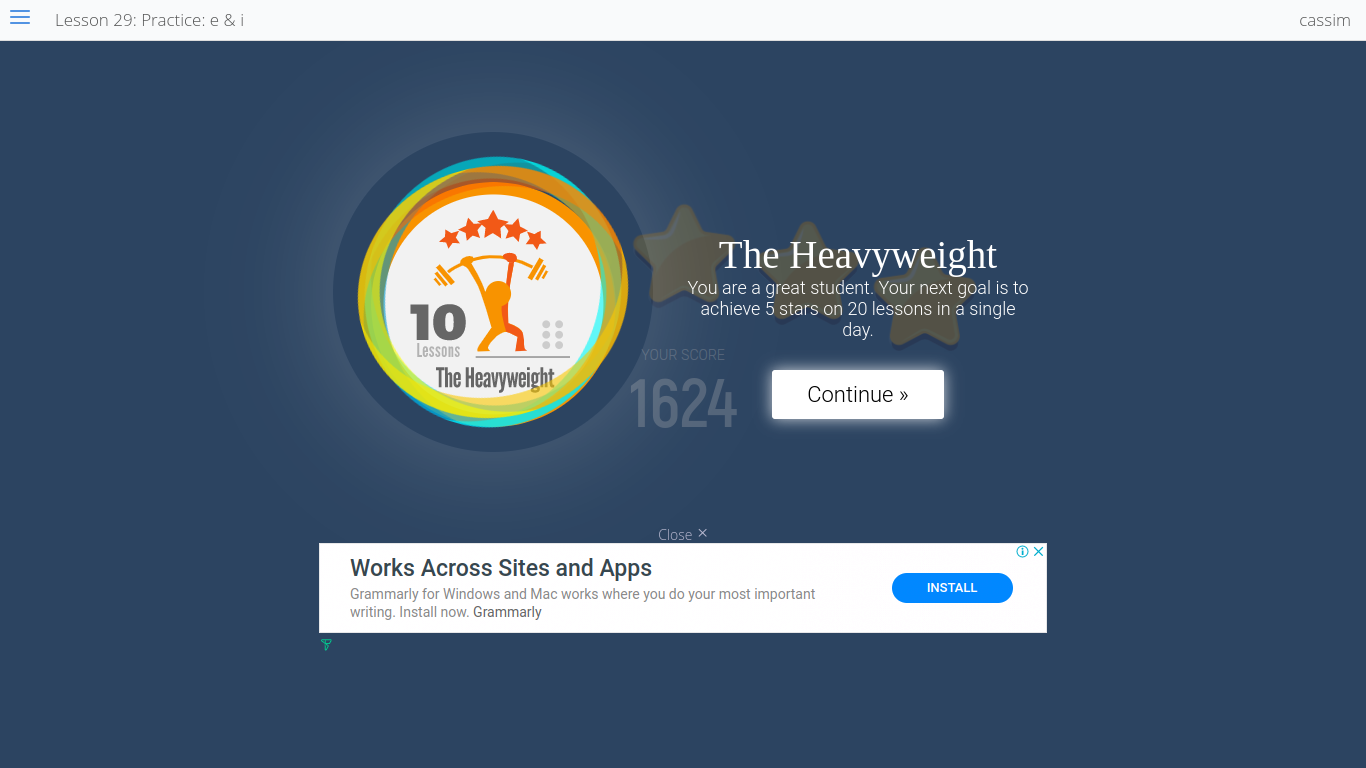 Lesson 29: Practice: e & i
cassim
10
Lessons
The Heavyweight
The Heavyweight
You are a great student. Your next goal is to
achieve 5 stars on 20 lessons in a single
day.
YOUR SCORE
1624
Continue »
Close ×
Works Across Sites and Apps
Grammarly for Windows and Mac works where you do your most important
writing. Install now. Grammarly
INSTALL